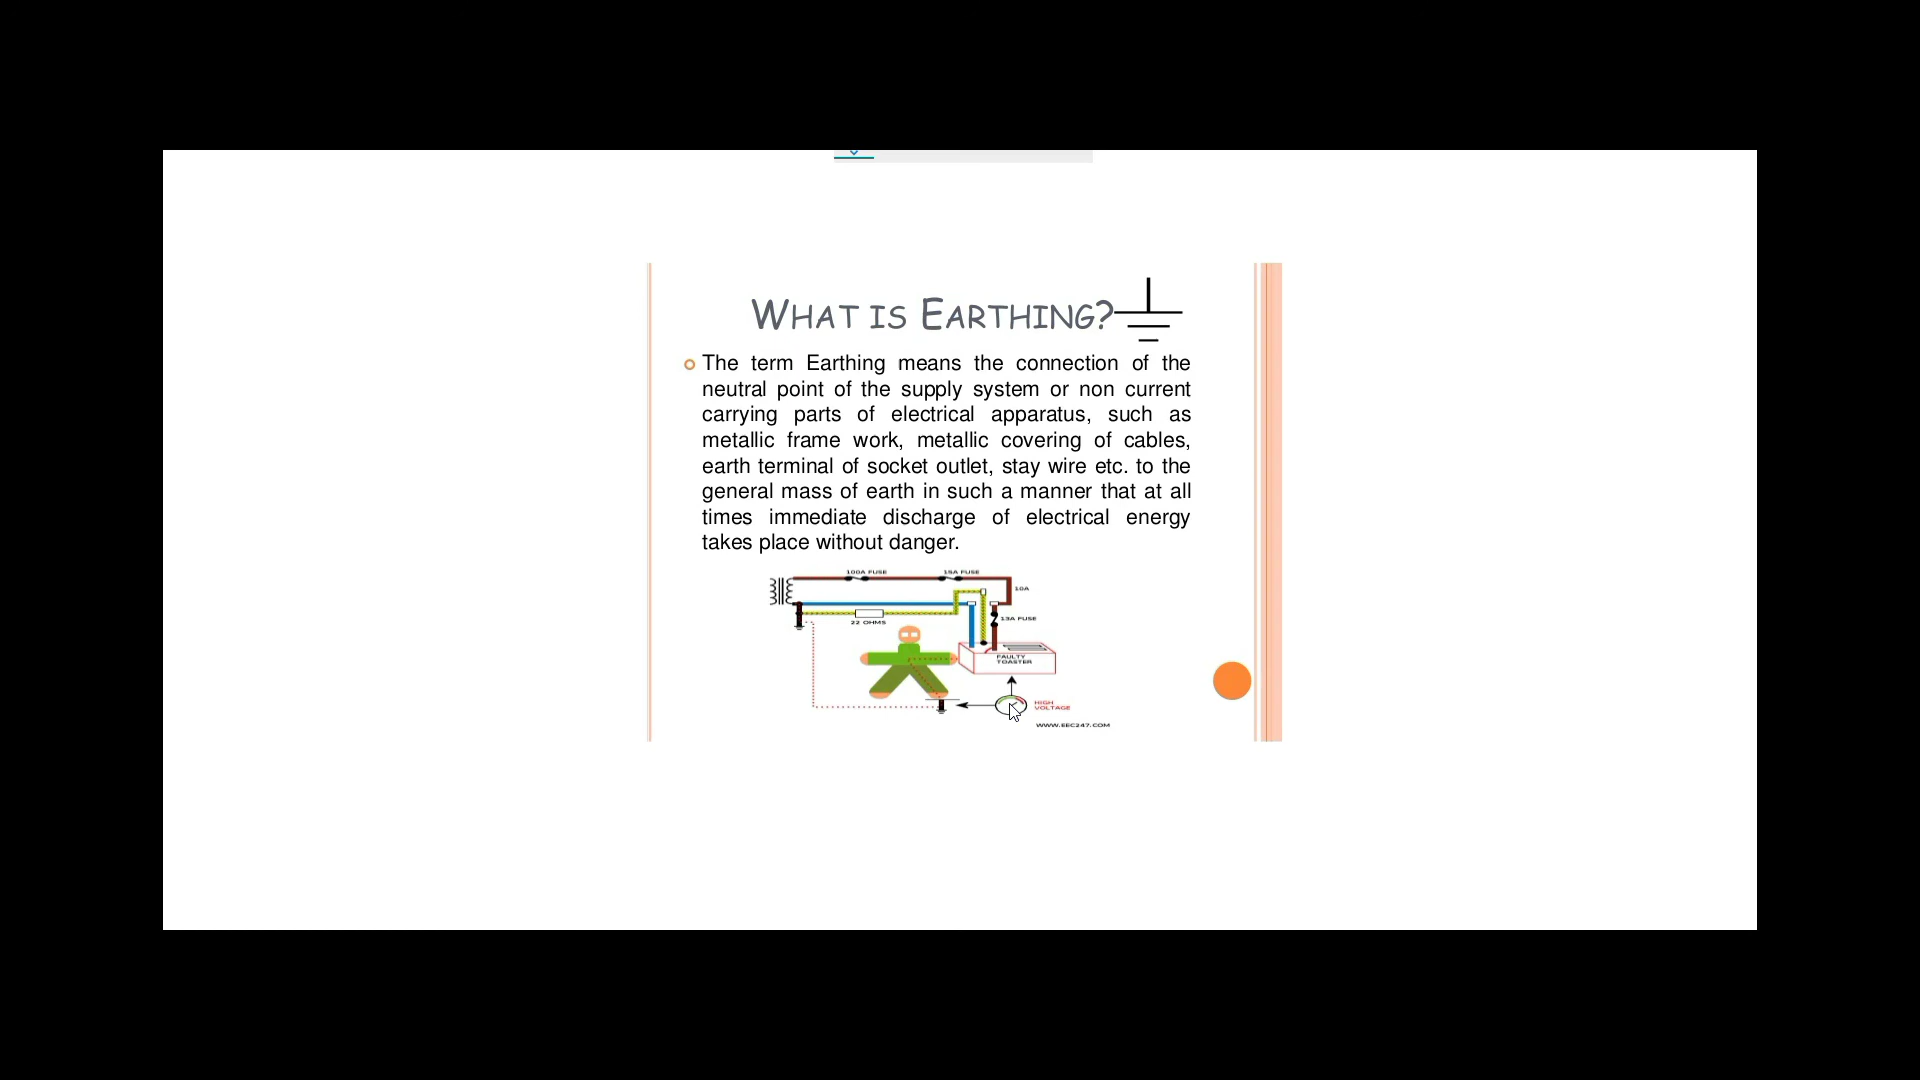 WHAT IS EARTHING?
The term Earthing means the connection of the
neutral point of the supply system or non current
carrying parts of electrical apparatus, such as
metallic frame work, metallic covering of cables,
earth terminal of socket outlet, stay wire etc. to the
general mass of earth in such a manner that at all
times immediate discharge of electrical energy
takes place without danger.
100A FUSE
15A FUSE
10A
22 OHMS
13A FUSE
FAULTY
TOASTER
HIGH
VOLTAGE
WWW.EEC247.COM